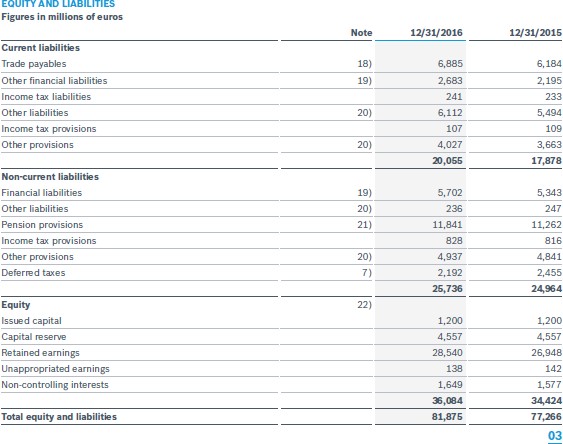 EQUITY AND LIABILITIES
Figures in millions of euros
Note 12/31/2016 12/31/2015
Current liabilities
Trade payables 18) 6,885 6,184
Other financial liabilities 19) 2,683 2,195
Income tax liabilities 241 233
Other liabilities 20) 6,112 5,494
Income tax provisions 107 109
Other provisions 20) 4,027 3,663
20,055 17,878
Non-current liabilities
Financial liabilities 19) 5,702 5,343
Other liabilities 20) 236 247
Pension provisions 21) 11,841 11,262
Income tax provisions 828 816
Other provisions 20) 4,937 4,841
Deferred taxes 7) 2,192 2,455
25,736 24,964
Equity 22)
Issued capital 1,200 1,200
Capital reserve 4,557 4,557
Retained earnings 28,540 26,948
Unappropriated earnings 138 142
Non-controlling interests 1,649 1,577
36,084 34,424
Total equity and liabilities 81,875 77,266
03